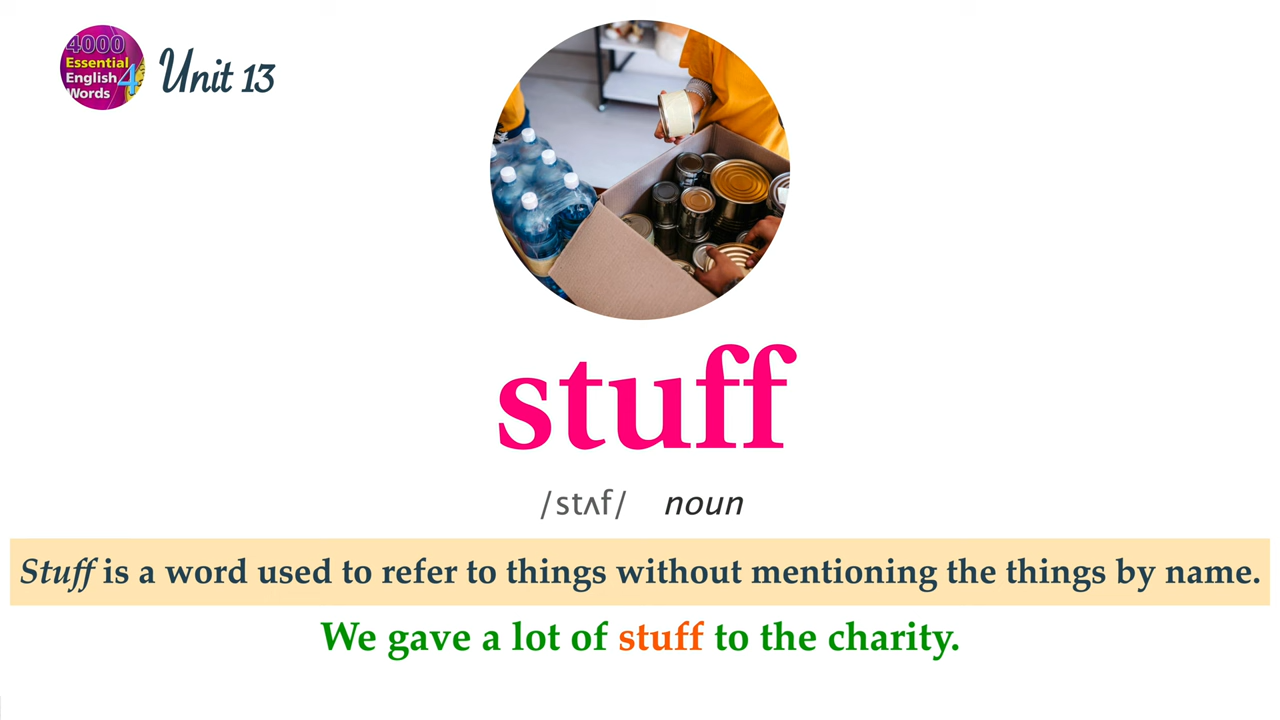 4000
Essential
English
Words
4
Unit 13
stuff
/stʌf/ noun
Stuff is a word used to refer to things without mentioning the things by name.
We gave a lot of stuff to the charity.